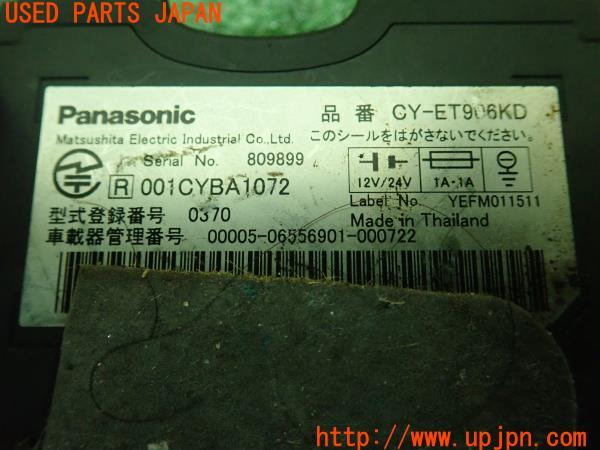 USED PARTS JAPAN
Panasonic
品 番 CY-ET906KD
Matsushita Electric Industrial Co.,Ltd.
このシールをはがさないでください。
Serial No. 809899
R 001CYBA1072
12V/24V 1A・1A
Label No. YEFM011511
型式登録番号 0370
Made in Thailand
車載器管理番号 00005-06556901-000722
http://www.upjpn.com/